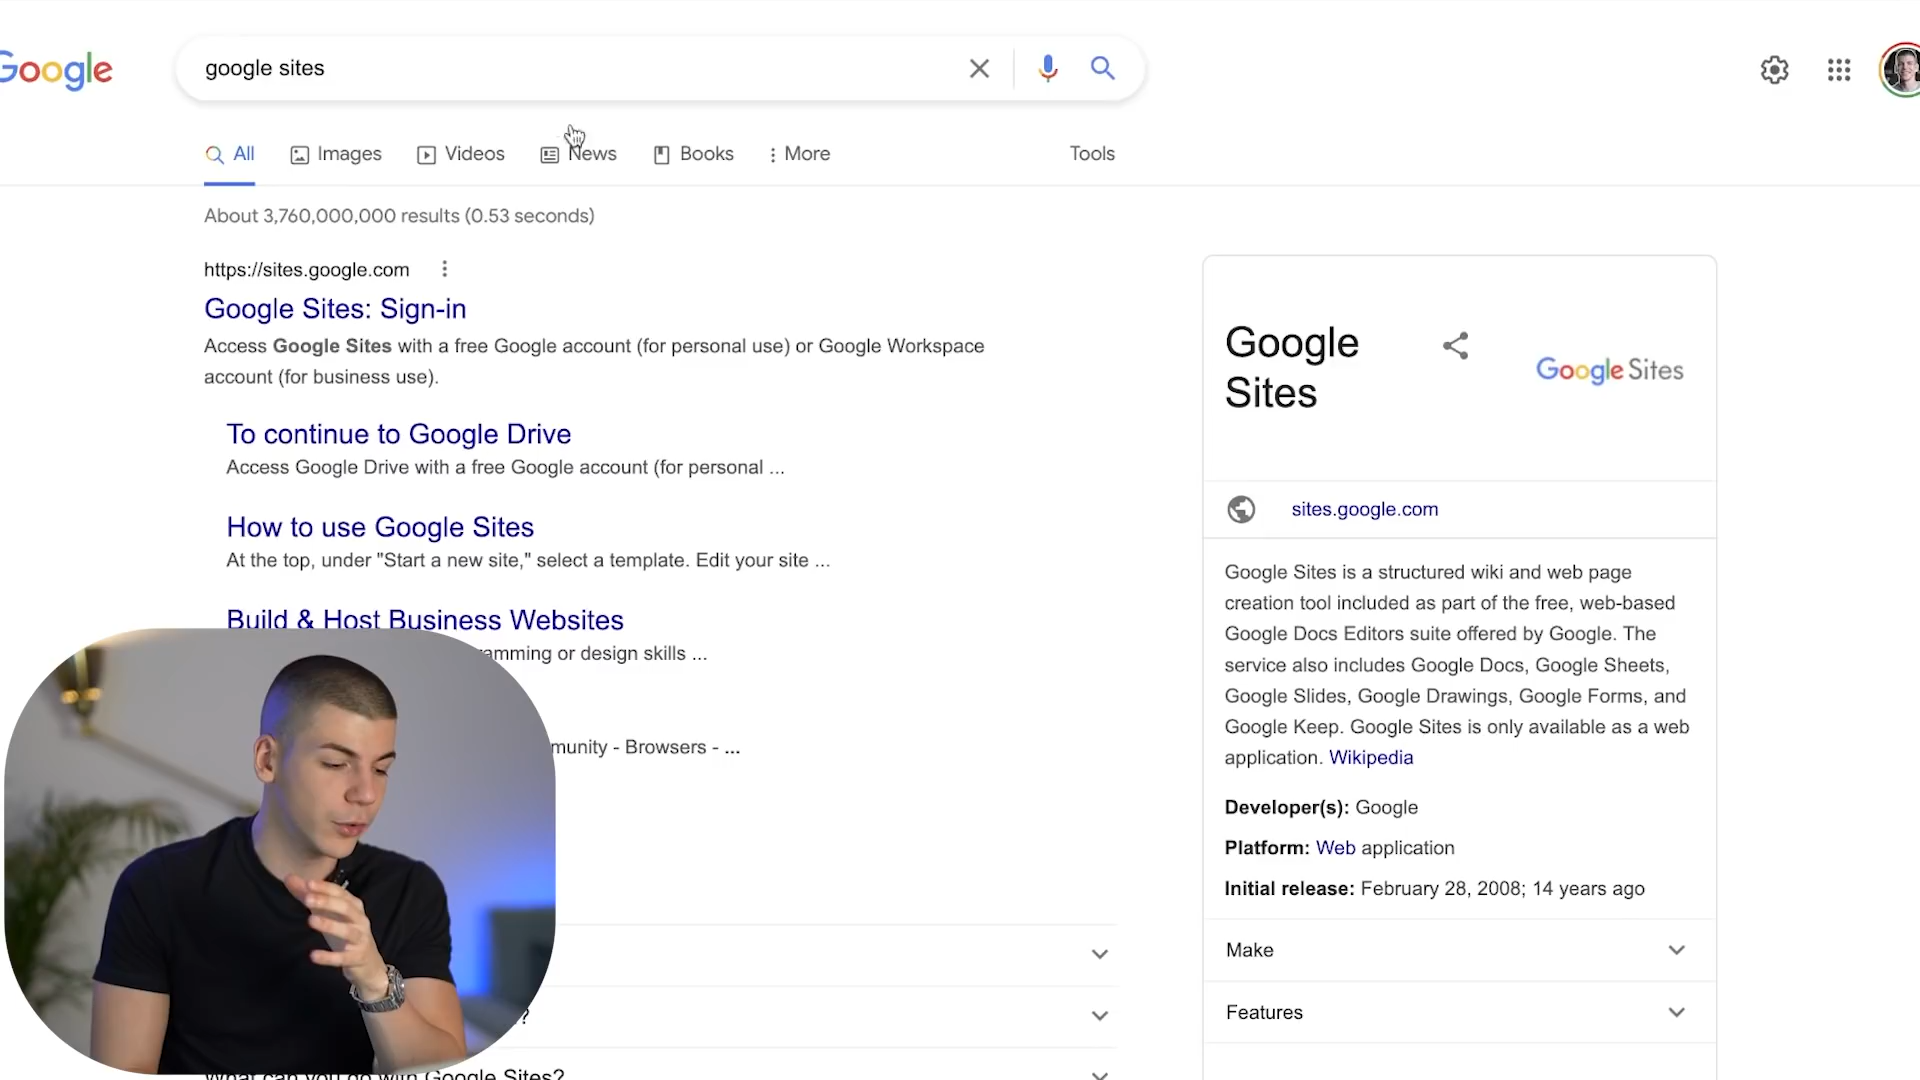 Google
google sites
All
Images
Videos
News
Books
More
Tools
About 3,760,000,000 results (0.53 seconds)
https://sites.google.com
Google Sites: Sign-in
Access Google Sites with a free Google account (for personal use) or Google Workspace
account (for business use).
To continue to Google Drive
Access Google Drive with a free Google account (for personal ...
How to use Google Sites
At the top, under "Start a new site," select a template. Edit your site ...
Build & Host Business Websites
or design skills ...
- Browsers - ...
?
What can you do with Google Sites?
Google
Sites
Google Sites
sites.google.com
Google Sites is a structured wiki and web page
creation tool included as part of the free, web-based
Google Docs Editors suite offered by Google. The
service also includes Google Docs, Google Sheets,
Google Slides, Google Drawings, Google Forms, and
Google Keep. Google Sites is only available as a web
application. Wikipedia
Developer(s): Google
Platform: Web application
Initial release: February 28, 2008; 14 years ago
Make
Features